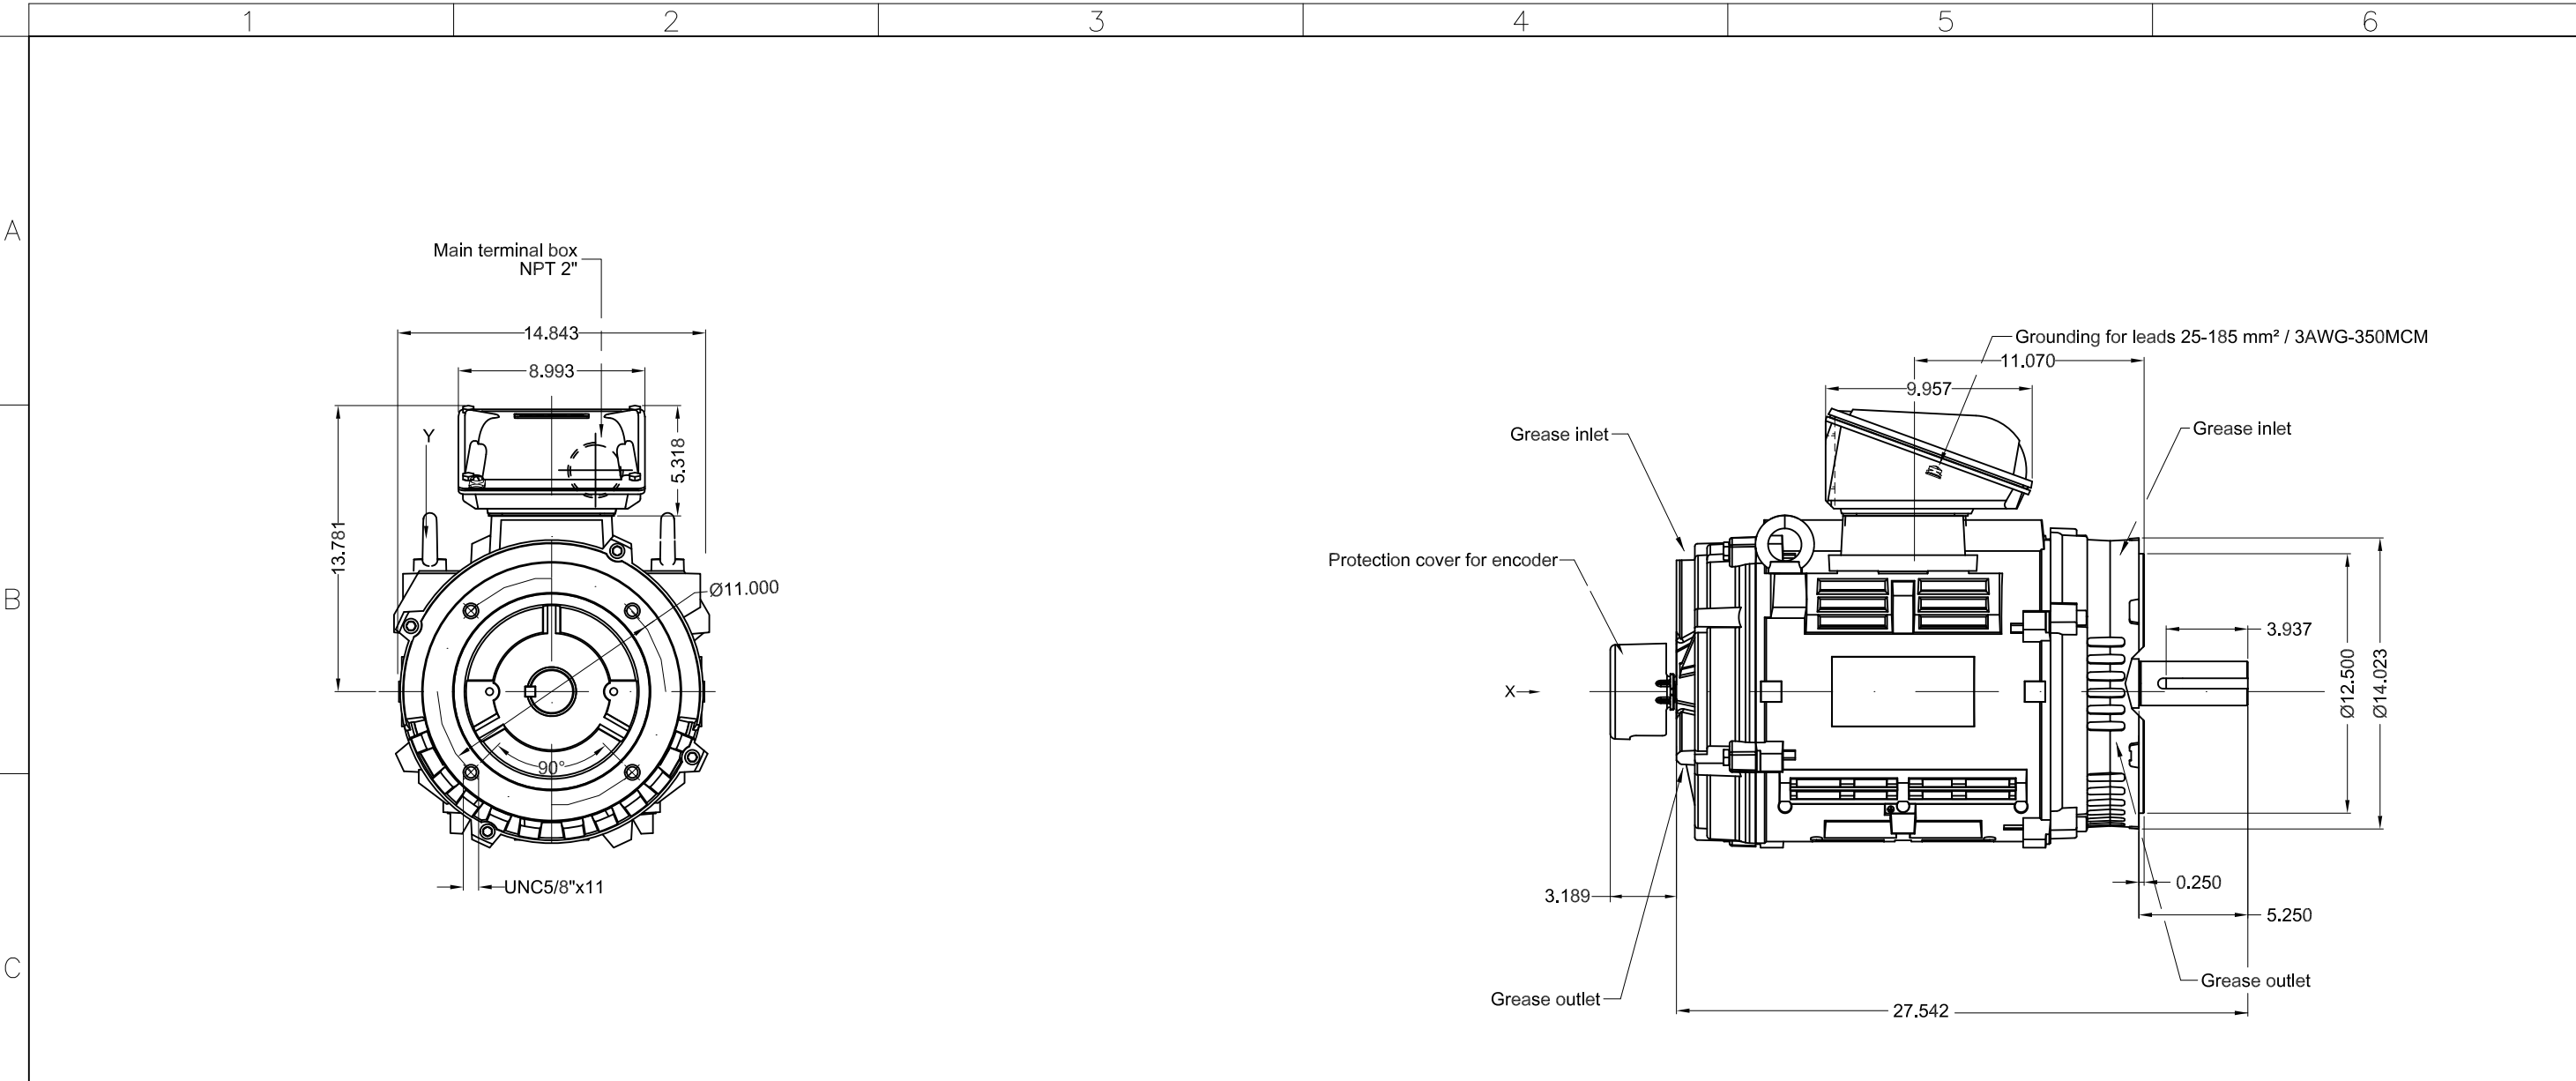 1 2 3 4 5 6
A
Main terminal box
NPT 2"
14.843
8.993
Y
5.318
13.781
Ø11.000
90°
UNC5/8"x11
B
C
Grounding for leads 25-185 mm² / 3AWG-350MCM
11.070
9.957
Grease inlet
Grease inlet
Protection cover for encoder
X
3.937
Ø12.500
Ø14.023
0.250
3.189
5.250
Grease outlet
Grease outlet
27.542